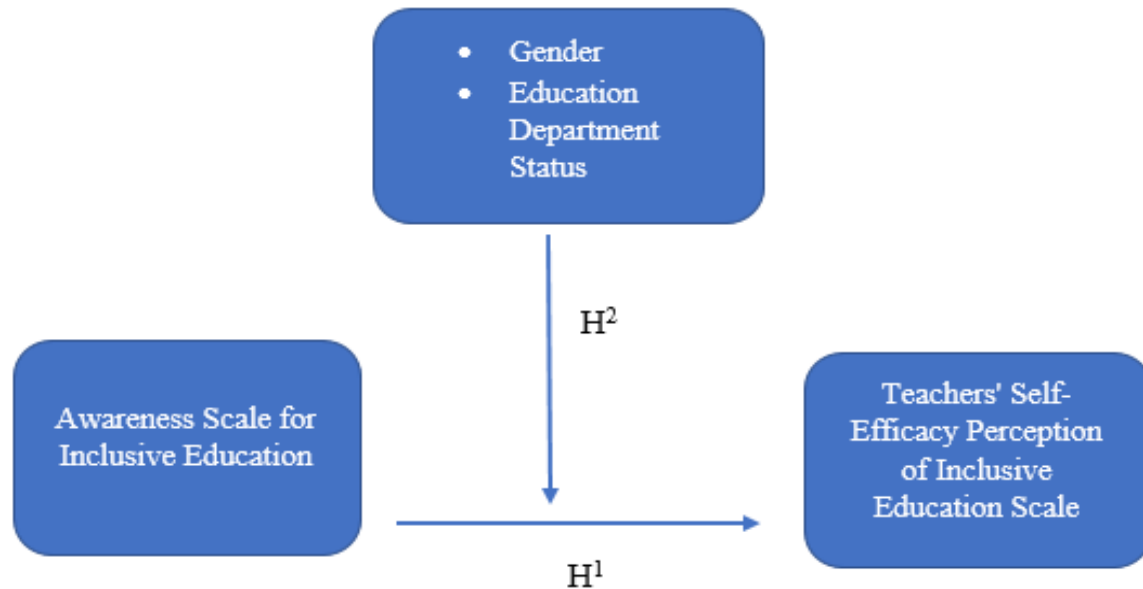 • Gender
• Education
Department
Status
H²
Awareness Scale for
Inclusive Education
Teachers' Self-
Efficacy Perception
of Inclusive
Education Scale
H¹